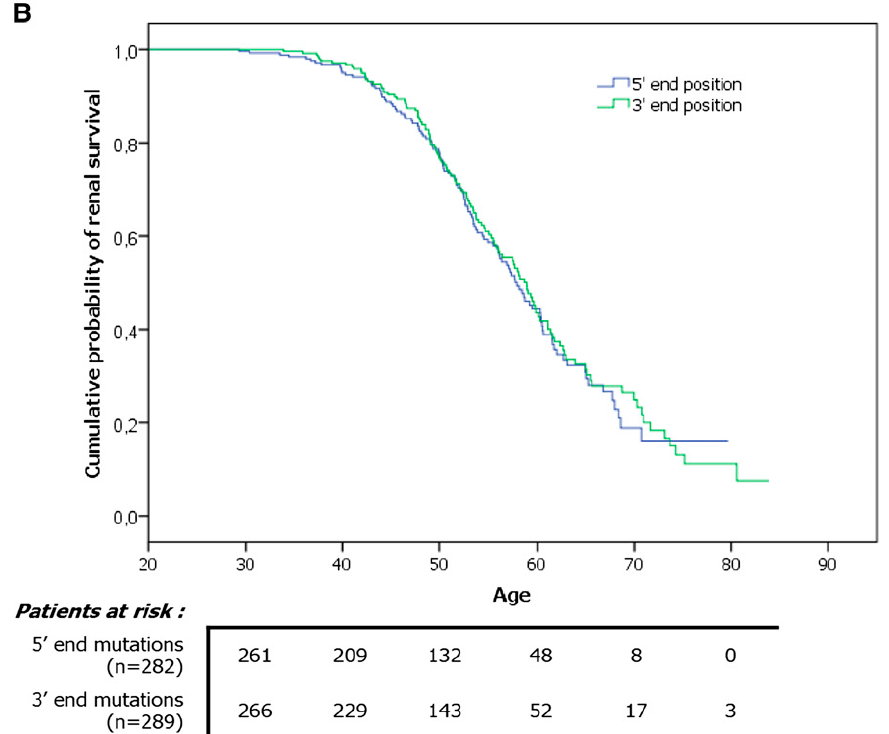 B
1,0
0,8
0,6
0,4
0,2
0,0
Cumulative probability of renal survival
5' end position
3' end position
20 30 40 50 60 70 80 90
Age
Patients at risk :
5′ end mutations
(n=282)
261 209 132 48 8 0
3′ end mutations
(n=289)
266 229 143 52 17 3